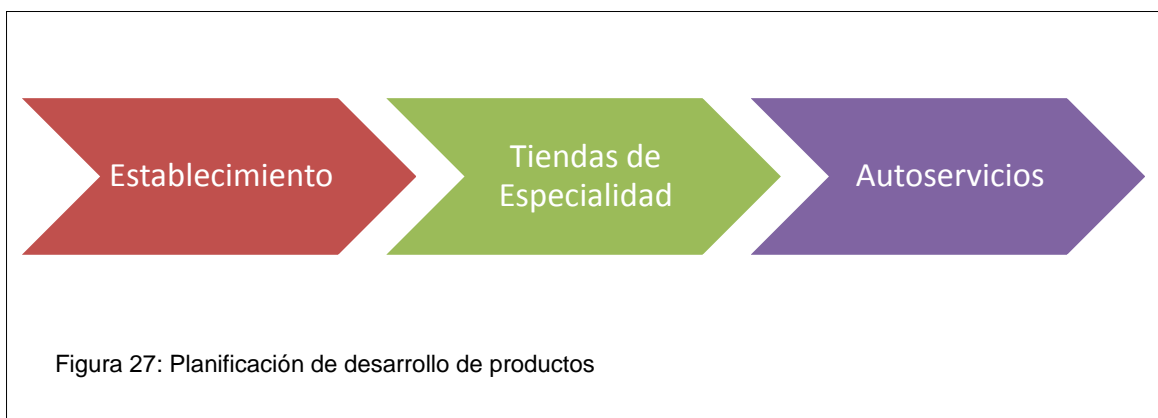 Establecimiento
Tiendas de
Especialidad
Autoservicios
Figura 27: Planificación de desarrollo de productos